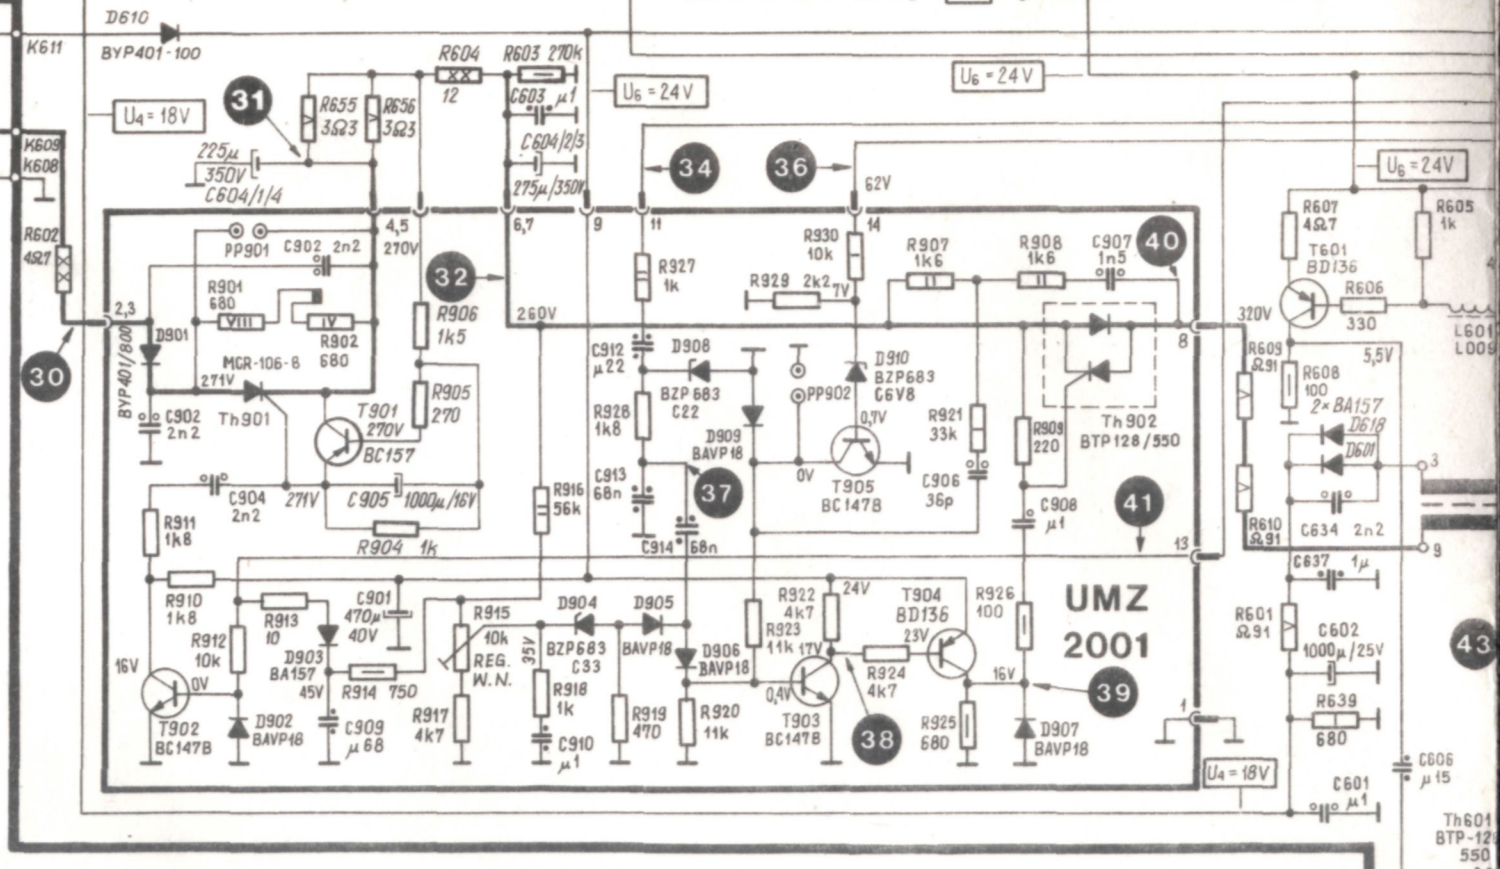 D610
K611
BYP401-100
R604
R603 270k
12
C603 µ1
U₆ = 24V
U₆ = 24V
31
R655
3Ω3
R656
3Ω3
U₄ = 18V
K609
K608
225µ
350V
C604/1/4
C604/2/3
275µ/350V
34
36
62V
U₆ = 24V
4,5
270V
6,7
9
11
14
R602
4Ω7
PP901
C902 2n2
32
R927
1k
R930
10k
R929 2k2
7V
R907
1k6
R908
1k6
C907
1n5
40
R607
4Ω7
R605
1k
T601
BD136
R606
330
L601
L009
2,3
R901
680
R902
680
R906
1k5
260V
320V
8
5,5V
30
D901
BYP401/800
MCR-106-6
271V
Th901
C912
µ22
D908
BZP683
C22
D910
BZP683
C6V8
PP902
R609
Ω91
R608
100
2×BA157
D618
D601
C902
2n2
T901
270V
BC157
R905
270
R928
1k8
D909
BAVP18
0,7V
R921
33k
R909
220
Th902
BTP128/550
0V
T905
BC147B
C906
36p
3
C904
2n2
271V
C905 1000µ/16V
R916
56k
C913
68n
37
C908
µ1
41
C634 2n2
R610
Ω91
R911
1k8
R904 1k
C914 68n
13
9
C637 1µ
R910
1k8
R913
10
C901
470µ
40V
R915
10k
REG.
W.N.
D904
BZP683
C33
D905
BAVP18
R922
4k7
24V
T904
BD136
R926
100
UMZ
2001
R601
Ω91
C602
1000µ/25V
43
R912
10k
16V
0V
D903
BA157
45V
R914 750
35V
D906
BAVP18
R923
11k
17V
23V
R924
4k7
16V
39
T902
BC147B
D902
BAVP18
C909
µ68
R917
4k7
R918
1k
C910
µ1
R919
470
R920
11k
0,4V
T903
BC147B
38
R925
680
D907
BAVP18
1
R639
680
U₄ = 18V
C606
µ15
C601
µ1
Th601
BTP-12
550